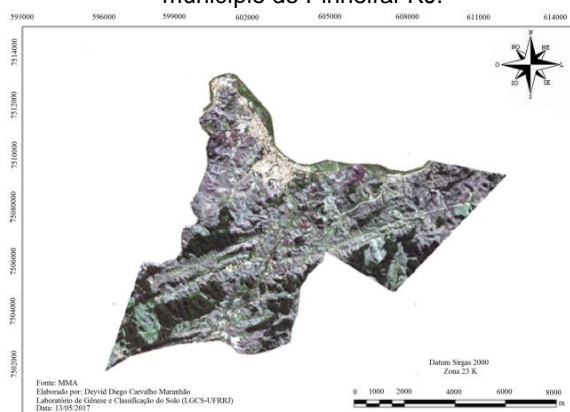 município de Pinheiral-RJ.
593000 596000 599000 602000 605000 608000 611000 614000
7514000
7512000
7510000
7508000
7506000
7504000
7502000
N
NO NE
O L
SO SE
S
Datum Sirgas 2000
Zona 23 K
Fonte: MMA
Elaborado por: Deyvid Diego Carvalho Maranhão
Laboratório de Gênese e Classificação do Solo (LGCS-UFRRJ)
Data: 13/05/2017
0 1000 2000 4000 6000 8000
m